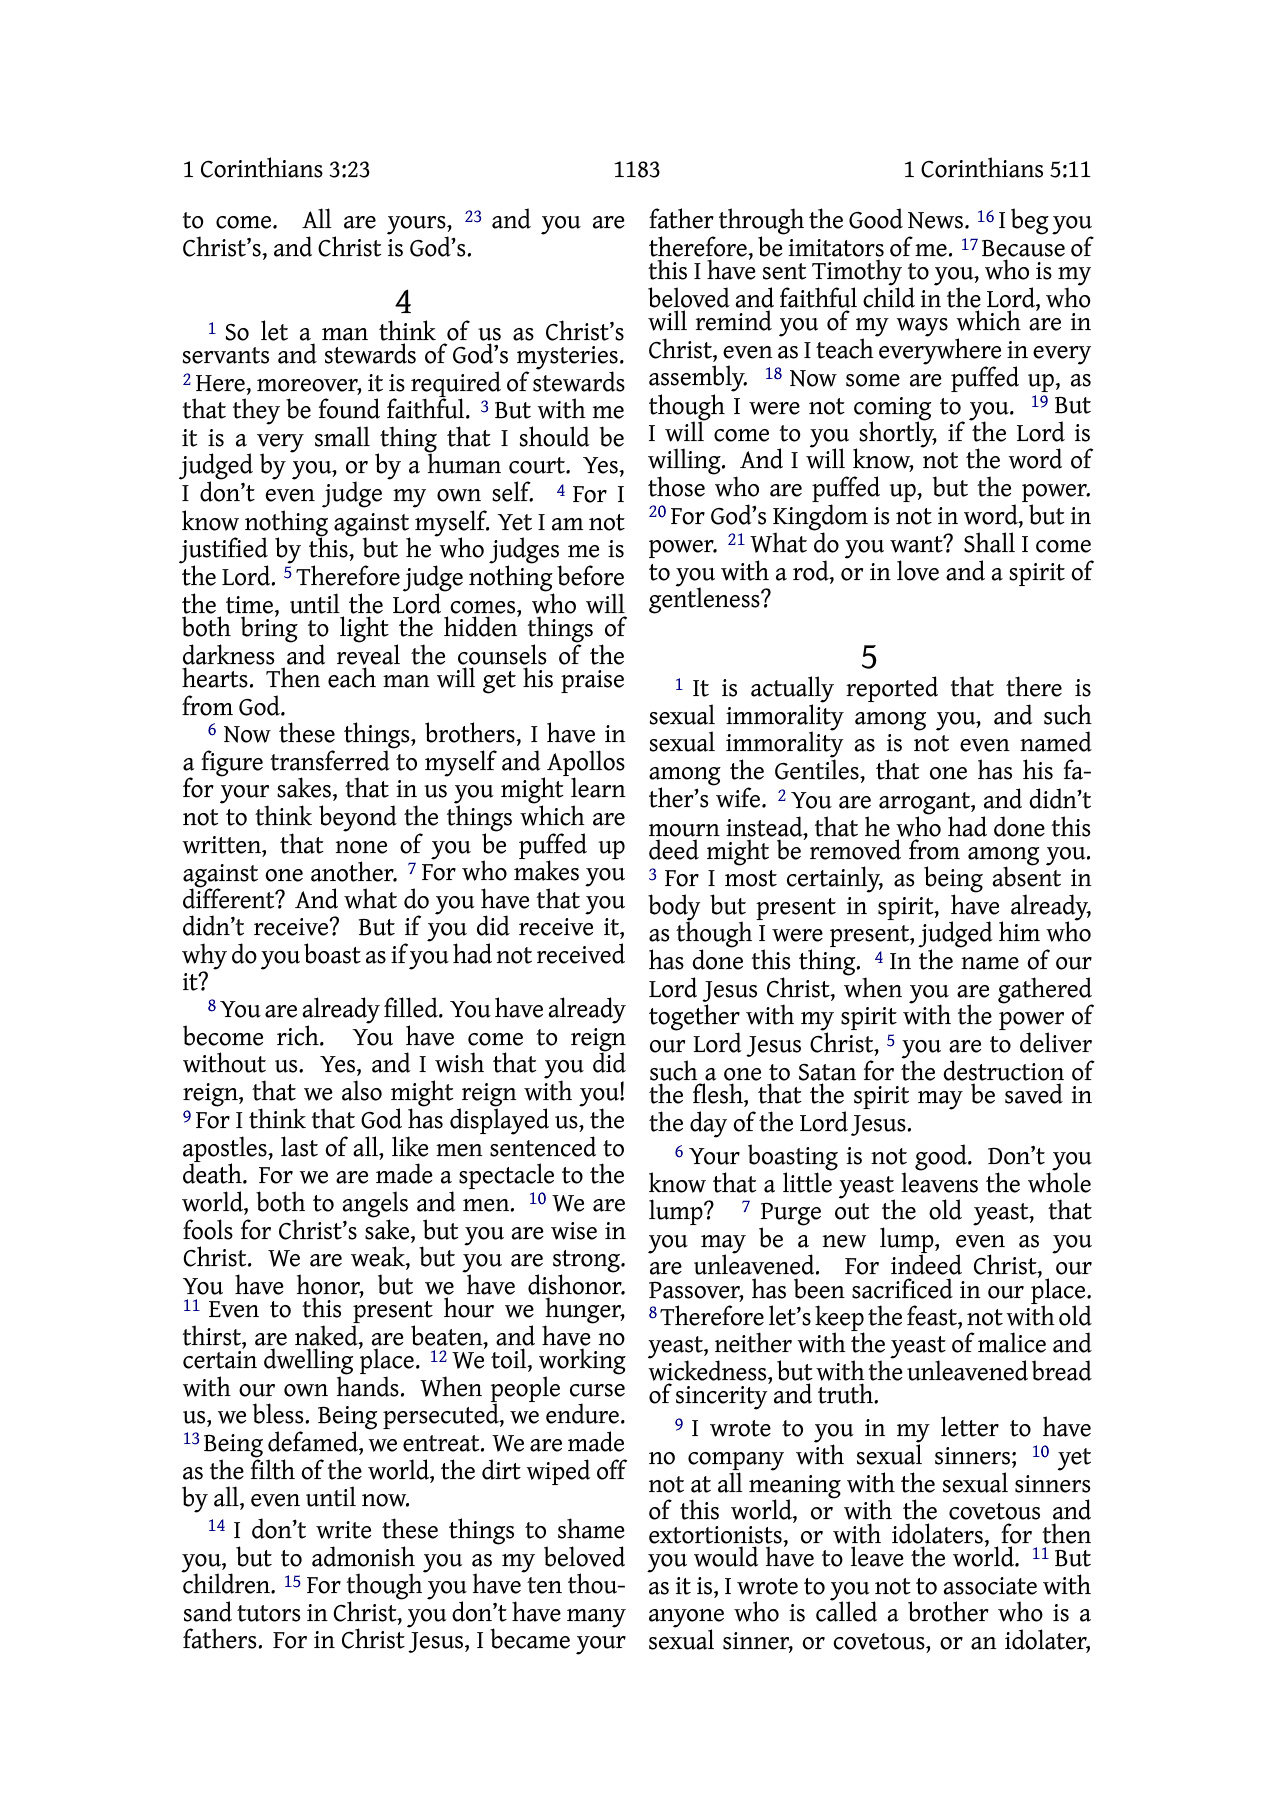 1 Corinthians 3:23
1183
1 Corinthians 5:11
to come. All are yours, 23 and you are
Christ’s, and Christ is God’s.
4
1 So let a man think of us as Christ’s
servants and stewards of God’s mysteries.
2 Here, moreover, it is required of stewards
that they be found faithful. 3 But with me
it is a very small thing that I should be
judged by you, or by a human court. Yes,
I don’t even judge my own self. 4 For I
know nothing against myself. Yet I am not
justified by this, but he who judges me is
the Lord. 5 Therefore judge nothing before
the time, until the Lord comes, who will
both bring to light the hidden things of
darkness and reveal the counsels of the
hearts. Then each man will get his praise
from God.
6 Now these things, brothers, I have in
a figure transferred to myself and Apollos
for your sakes, that in us you might learn
not to think beyond the things which are
written, that none of you be puffed up
against one another. 7 For who makes you
different? And what do you have that you
didn’t receive? But if you did receive it,
why do you boast as if you had not received
it?
8 You are already filled. You have already
become rich. You have come to reign
without us. Yes, and I wish that you did
reign, that we also might reign with you!
9 For I think that God has displayed us, the
apostles, last of all, like men sentenced to
death. For we are made a spectacle to the
world, both to angels and men. 10 We are
fools for Christ’s sake, but you are wise in
Christ. We are weak, but you are strong.
You have honor, but we have dishonor.
11 Even to this present hour we hunger,
thirst, are naked, are beaten, and have no
certain dwelling place. 12 We toil, working
with our own hands. When people curse
us, we bless. Being persecuted, we endure.
13 Being defamed, we entreat. We are made
as the filth of the world, the dirt wiped off
by all, even until now.
14 I don’t write these things to shame
you, but to admonish you as my beloved
children. 15 For though you have ten thou-
sand tutors in Christ, you don’t have many
fathers. For in Christ Jesus, I became your
father through the Good News. 16 I beg you
therefore, be imitators of me. 17 Because of
this I have sent Timothy to you, who is my
beloved and faithful child in the Lord, who
will remind you of my ways which are in
Christ, even as I teach everywhere in every
assembly. 18 Now some are puffed up, as
though I were not coming to you. 19 But
I will come to you shortly, if the Lord is
willing. And I will know, not the word of
those who are puffed up, but the power.
20 For God’s Kingdom is not in word, but in
power. 21 What do you want? Shall I come
to you with a rod, or in love and a spirit of
gentleness?
5
1 It is actually reported that there is
sexual immorality among you, and such
sexual immorality as is not even named
among the Gentiles, that one has his fa-
ther’s wife. 2 You are arrogant, and didn’t
mourn instead, that he who had done this
deed might be removed from among you.
3 For I most certainly, as being absent in
body but present in spirit, have already,
as though I were present, judged him who
has done this thing. 4 In the name of our
Lord Jesus Christ, when you are gathered
together with my spirit with the power of
our Lord Jesus Christ, 5 you are to deliver
such a one to Satan for the destruction of
the flesh, that the spirit may be saved in
the day of the Lord Jesus.
6 Your boasting is not good. Don’t you
know that a little yeast leavens the whole
lump? 7 Purge out the old yeast, that
you may be a new lump, even as you
are unleavened. For indeed Christ, our
Passover, has been sacrificed in our place.
8 Therefore let’s keep the feast, not with old
yeast, neither with the yeast of malice and
wickedness, but with the unleavened bread
of sincerity and truth.
9 I wrote to you in my letter to have
no company with sexual sinners; 10 yet
not at all meaning with the sexual sinners
of this world, or with the covetous and
extortionists, or with idolaters, for then
you would have to leave the world. 11 But
as it is, I wrote to you not to associate with
anyone who is called a brother who is a
sexual sinner, or covetous, or an idolater,